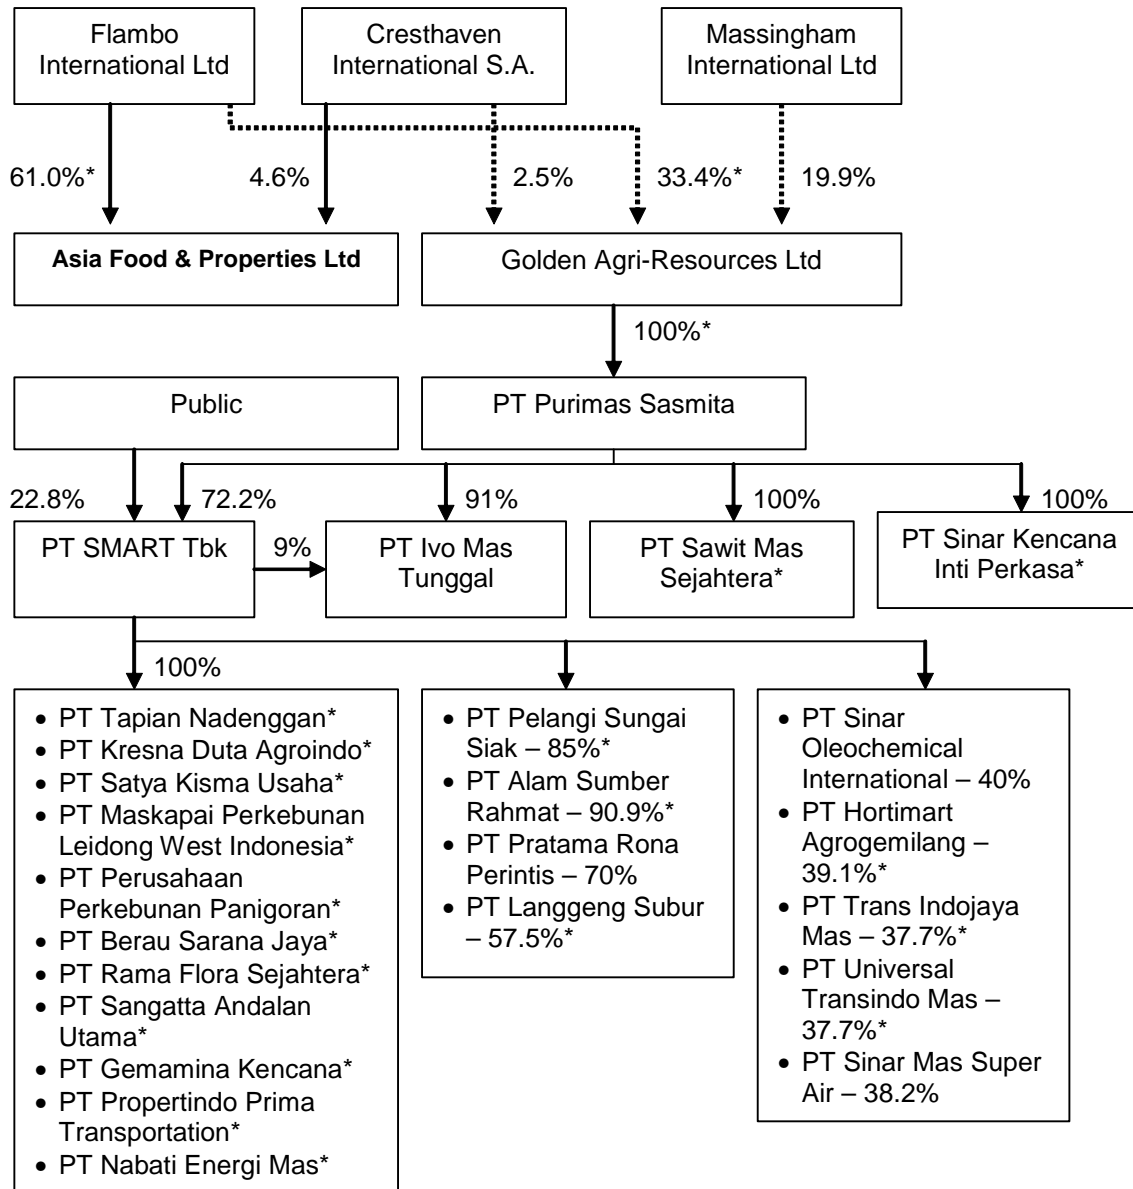 Flambo
International Ltd
Cresthaven
International S.A.
Massingham
International Ltd
61.0%*
4.6%
2.5%
33.4%*
19.9%
Asia Food & Properties Ltd
Golden Agri-Resources Ltd
100%*
Public
PT Purimas Sasmita
22.8%
72.2%
91%
100%
100%
PT SMART Tbk
9%
PT Ivo Mas
Tunggal
PT Sawit Mas
Sejahtera*
PT Sinar Kencana
Inti Perkasa*
100%
• PT Tapian Nadenggan*
• PT Kresna Duta Agroindo*
• PT Satya Kisma Usaha*
• PT Maskapai Perkebunan
Leidong West Indonesia*
• PT Perusahaan
Perkebunan Panigoran*
• PT Berau Sarana Jaya*
• PT Rama Flora Sejahtera*
• PT Sangatta Andalan
Utama*
• PT Gemamina Kencana*
• PT Propertindo Prima
Transportation*
• PT Nabati Energi Mas*
• PT Pelangi Sungai
Siak – 85%*
• PT Alam Sumber
Rahmat – 90.9%*
• PT Pratama Rona
Perintis – 70%
• PT Langgeng Subur
– 57.5%*
• PT Sinar
Oleochemical
International – 40%
• PT Hortimart
Agrogemilang –
39.1%*
• PT Trans Indojaya
Mas – 37.7%*
• PT Universal
Transindo Mas –
37.7%*
• PT Sinar Mas Super
Air – 38.2%